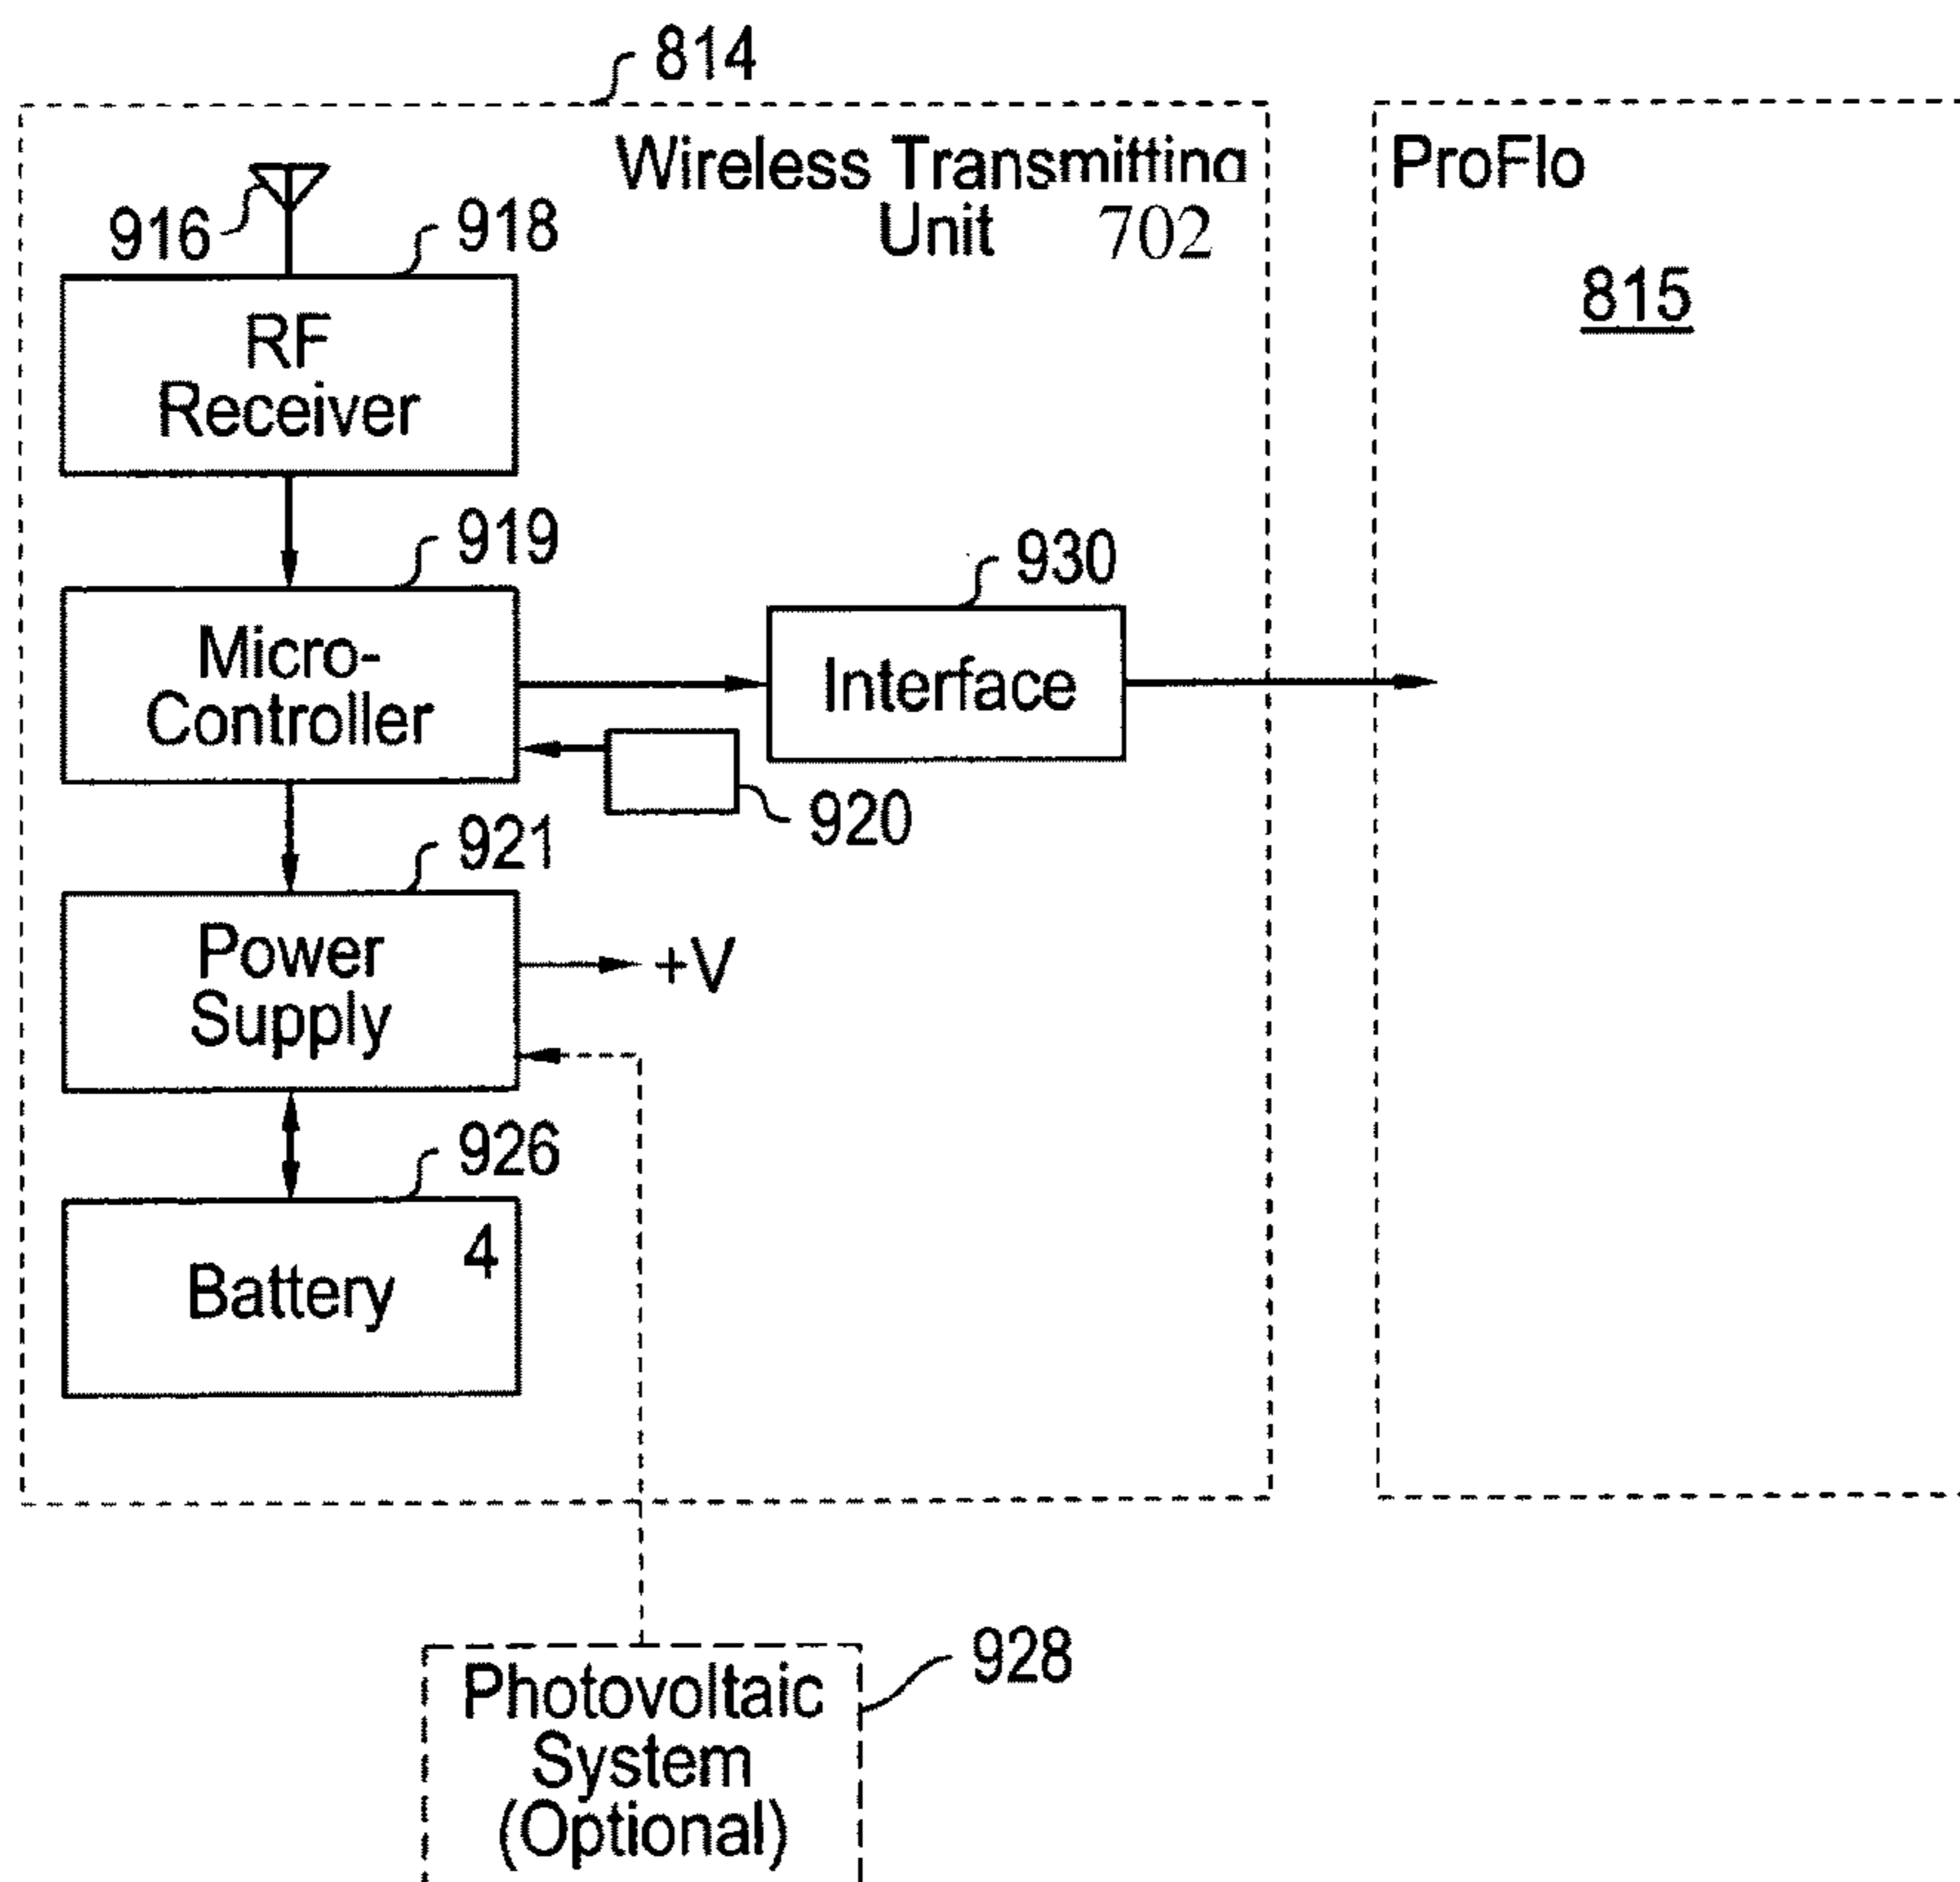 814
Wireless Transmitting
Unit 702
ProFlo
815
916
918
RF
Receiver
919
Micro-
Controller
930
Interface
920
921
Power
Supply
+V
926
4
Battery
928
Photovoltaic
System
(Optional)